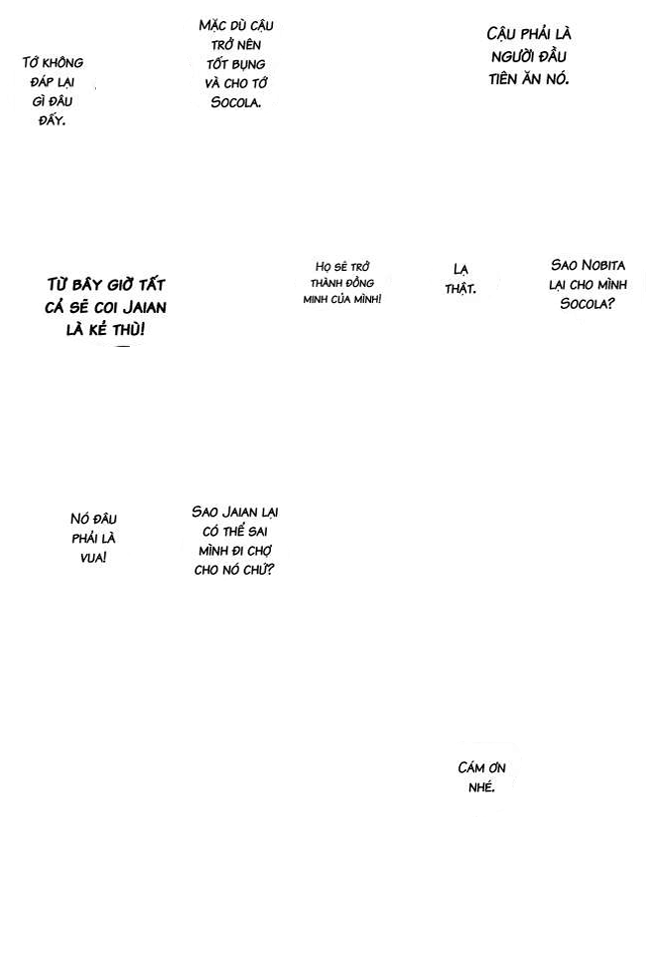 CẬU PHẢI LÀ
NGƯỜI ĐẦU
TIÊN ĂN NÓ.
MẶC DÙ CẬU
TRỞ NÊN
TỐT BỤNG
VÀ CHO TỚ
SOCOLA.
TỚ KHÔNG
ĐÁP LẠI
GÌ ĐÂU
ĐẤY.
SAO NOBITA
LẠI CHO MÌNH
SOCOLA?
LẠ
THẬT.
HỌ SẼ TRỞ
THÀNH ĐỒNG
MINH CỦA MÌNH!
TỪ BÂY GIỜ TẤT
CẢ SẼ COI JAIAN
LÀ KẺ THÙ!
SAO JAIAN LẠI
CÓ THỂ SAI
MÌNH ĐI CHỢ
CHO NÓ CHỨ?
NÓ ĐÂU
PHẢI LÀ
VUA!
CÁM ƠN
NHÉ.